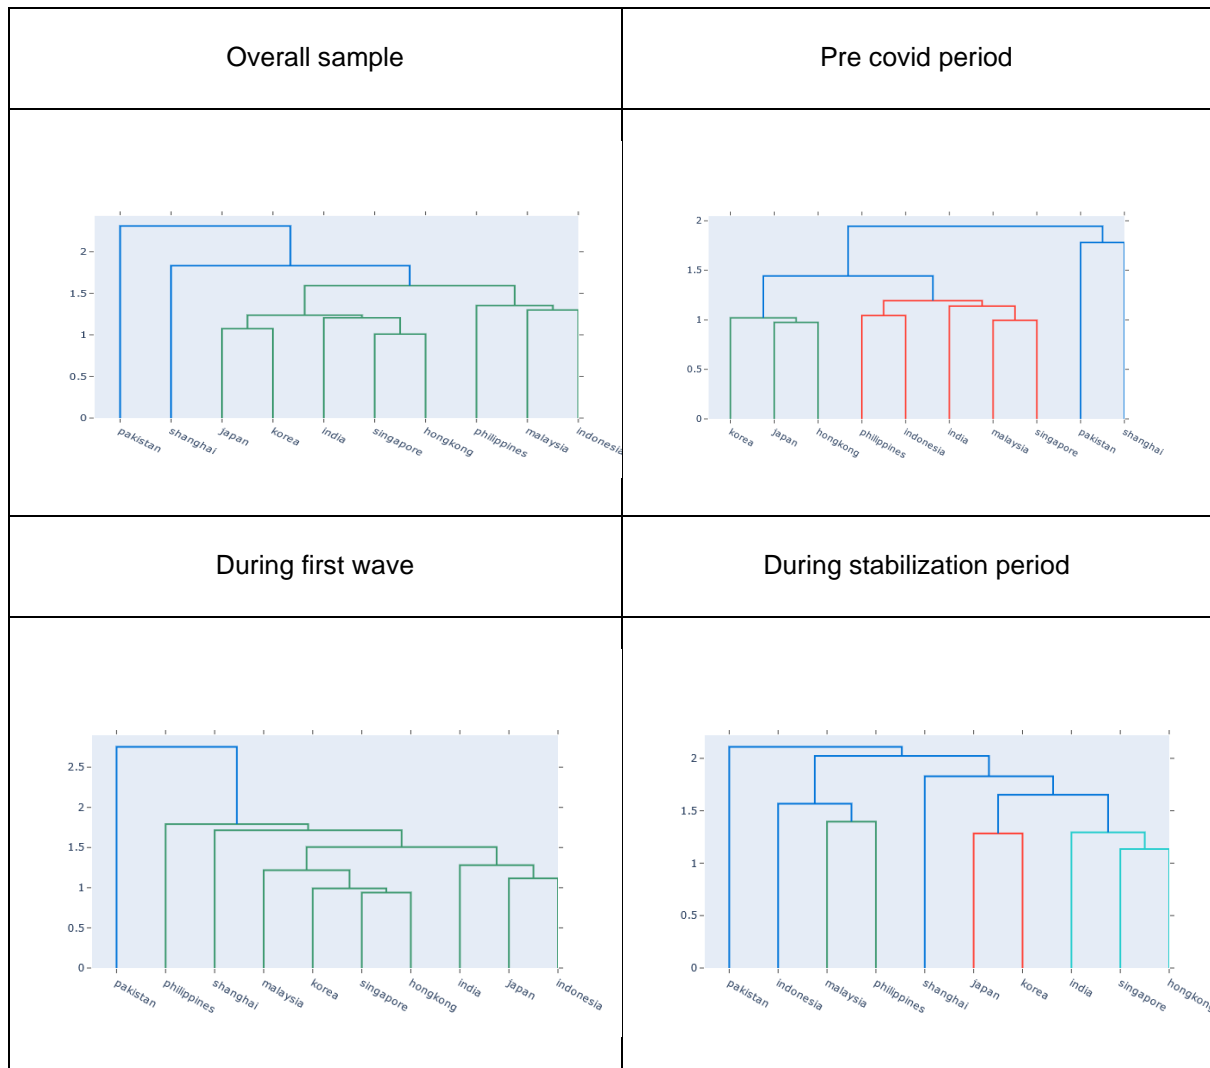 Overall sample
Pre covid period
2
1.5
1
0.5
0
pakistan
shanghai
japan
korea
india
singapore
hongkong
philippines
malaysia
indonesia
2
1.5
1
0.5
0
korea
japan
hongkong
philippines
indonesia
india
malaysia
singapore
pakistan
shanghai
During first wave
During stabilization period
2.5
2
1.5
1
0.5
0
pakistan
philippines
shanghai
malaysia
korea
singapore
hongkong
india
japan
indonesia
2
1.5
1
0.5
0
pakistan
indonesia
malaysia
philippines
shanghai
japan
korea
india
singapore
hongkong